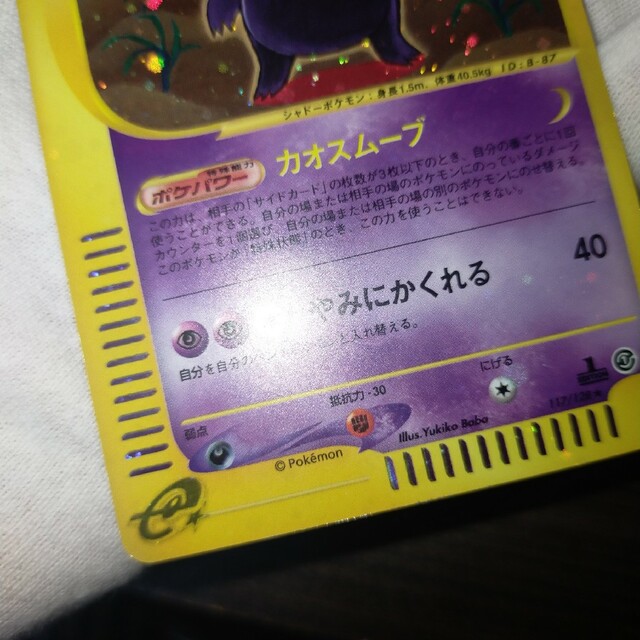 シャドーポケモン:身長1.5m、体重40.5kg ID:B-87
特殊能力
ポケパワー カオスムーブ
この力は、相手の「サイドカード」の枚数が3枚以下のとき、自分の番ごとに1回
使うことができる。自分の場または相手の場のポケモンにのっているダメージ
カウンターを1個選び、自分の場または相手の場の別のポケモンにのせ替える。
このポケモンが「特殊状態」のとき、この力を使うことはできない。
やみにかくれる 40
自分を自分の と入れ替える。
弱点 抵抗力-30 にげる
1
©Pokémon Illus.Yukiko Baba 117/128
e